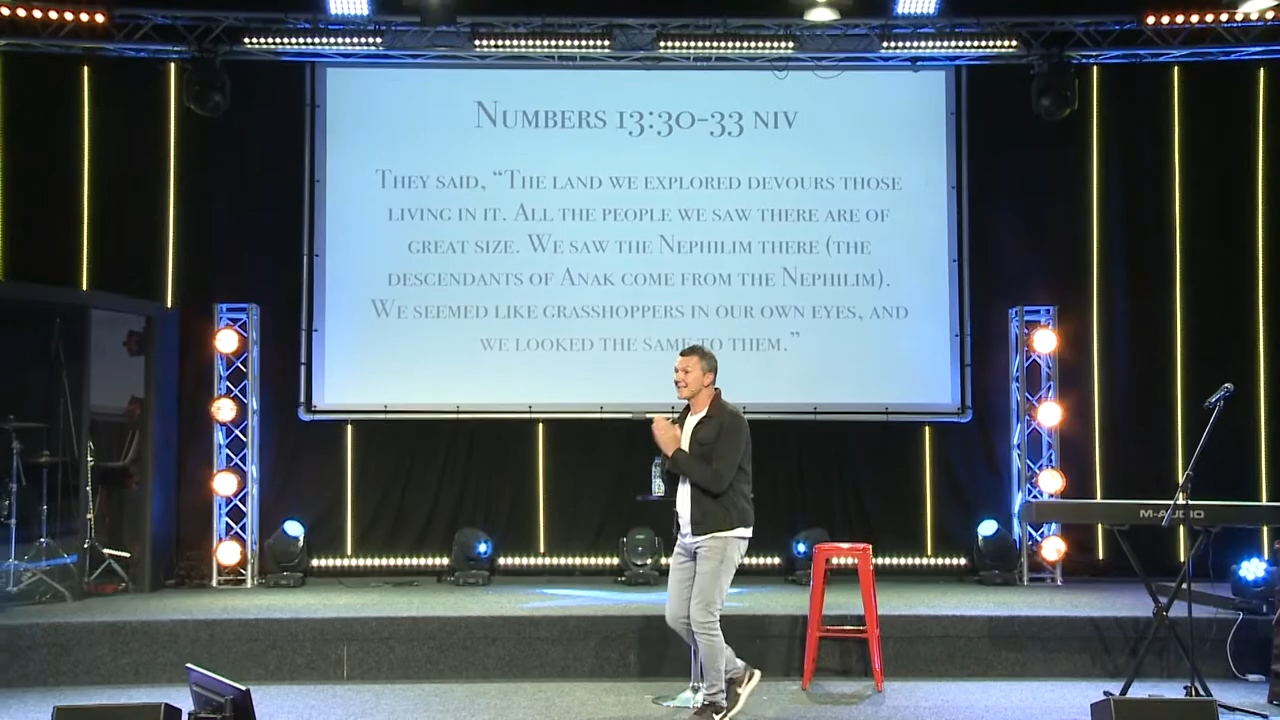 Numbers 13:30-33 NIV
They said, “The land we explored devours those
living in it. All the people we saw there are of
great size. We saw the Nephilim there (the
descendants of Anak come from the Nephilim).
We seemed like grasshoppers in our own eyes, and
we looked the same to them.”
M-AUDIO